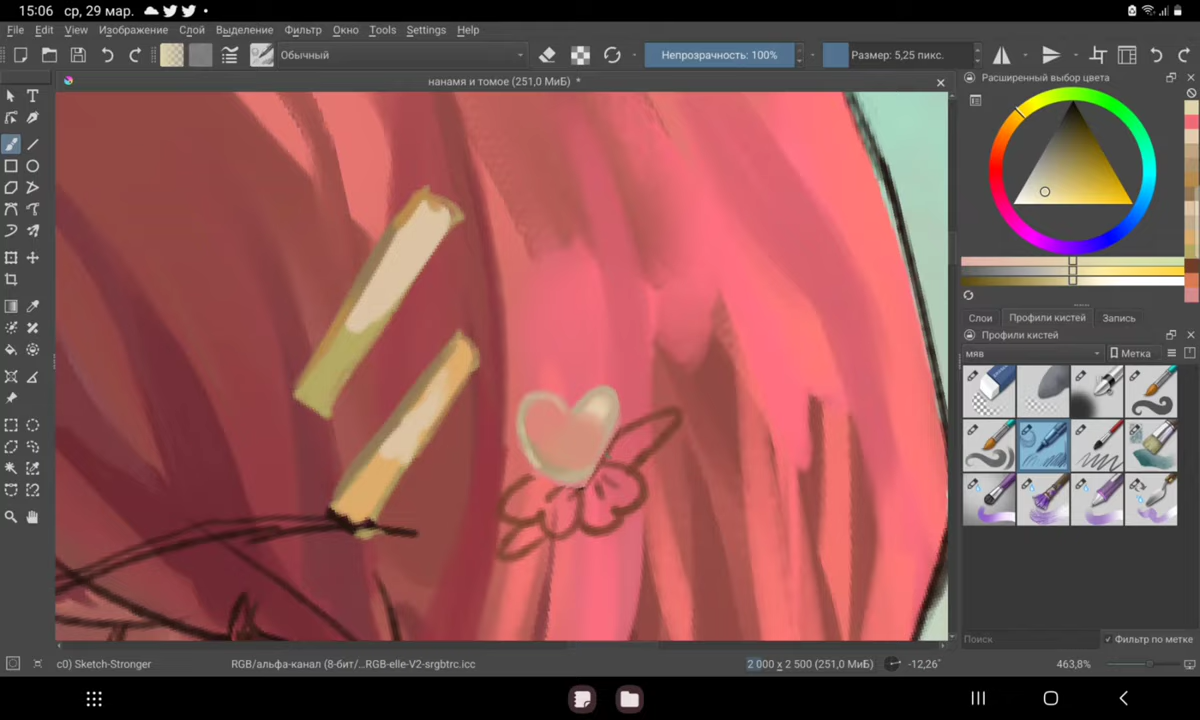 15:06 ср, 29 мар.
File Edit View Изображение Слой Выделение Фильтр Окно Tools Settings Help
Обычный Непрозрачность: 100% Размер: 5,25 пикс.
нанамя и томое (251,0 МиБ) *
Расширенный выбор цвета
Слои Профили кистей Запись
Профили кистей
мяв Метка
Поиск Фильтр по метке
c0) Sketch-Stronger RGB/альфа-канал (8-бит/...RGB-elle-V2-srgbtrc.icc 2 000 x 2 500 (251,0 МиБ) -12,26° 463,8%